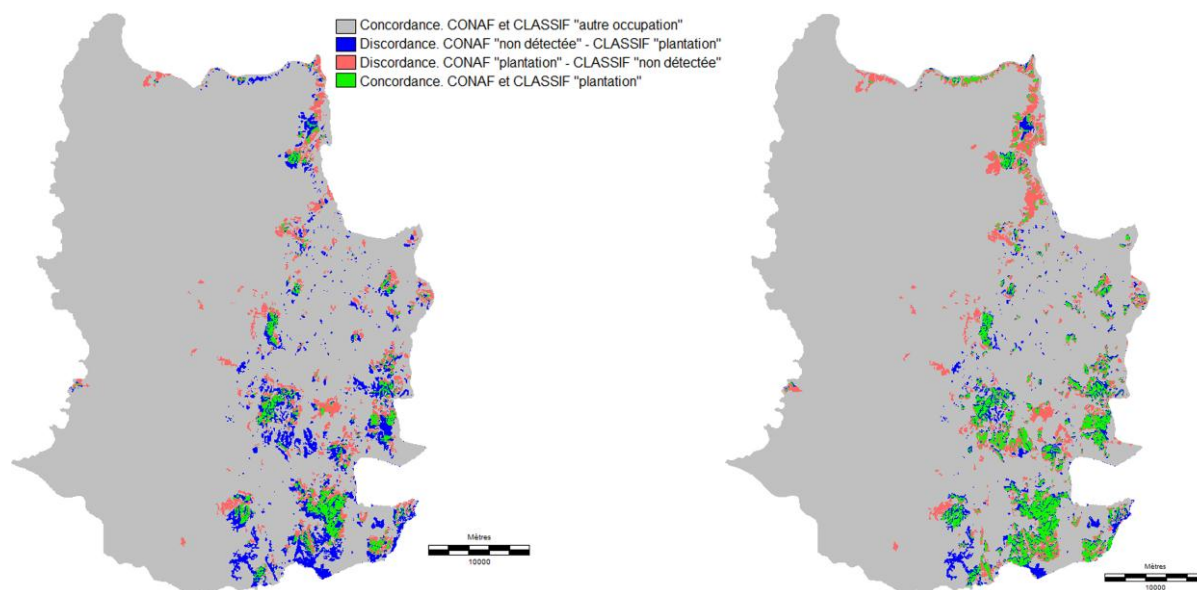 Concordance. CONAF et CLASSIF "autre occupation"
Discordance. CONAF "non détectée" - CLASSIF "plantation"
Discordance. CONAF "plantation" - CLASSIF "non détectée"
Concordance. CONAF et CLASSIF "plantation"
Mètres
10000
Mètres
10000